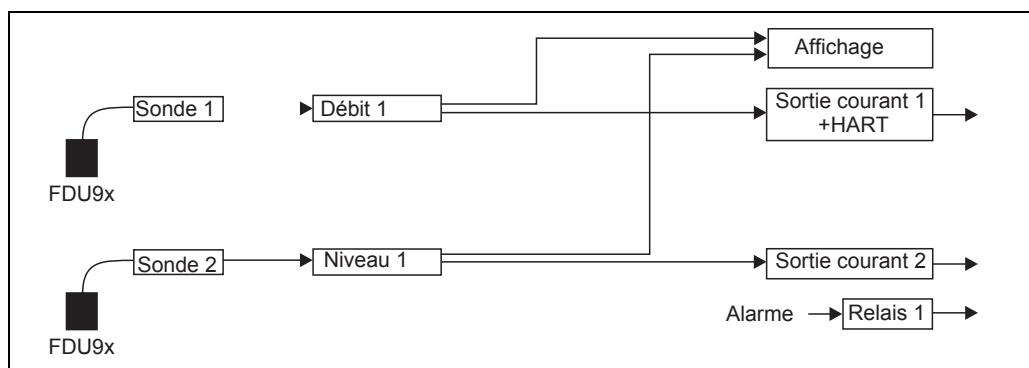 Affichage
Sonde 1
Débit 1
Sortie courant 1
+HART
FDU9x
Sonde 2
Niveau 1
Sortie courant 2
Alarme
Relais 1
FDU9x